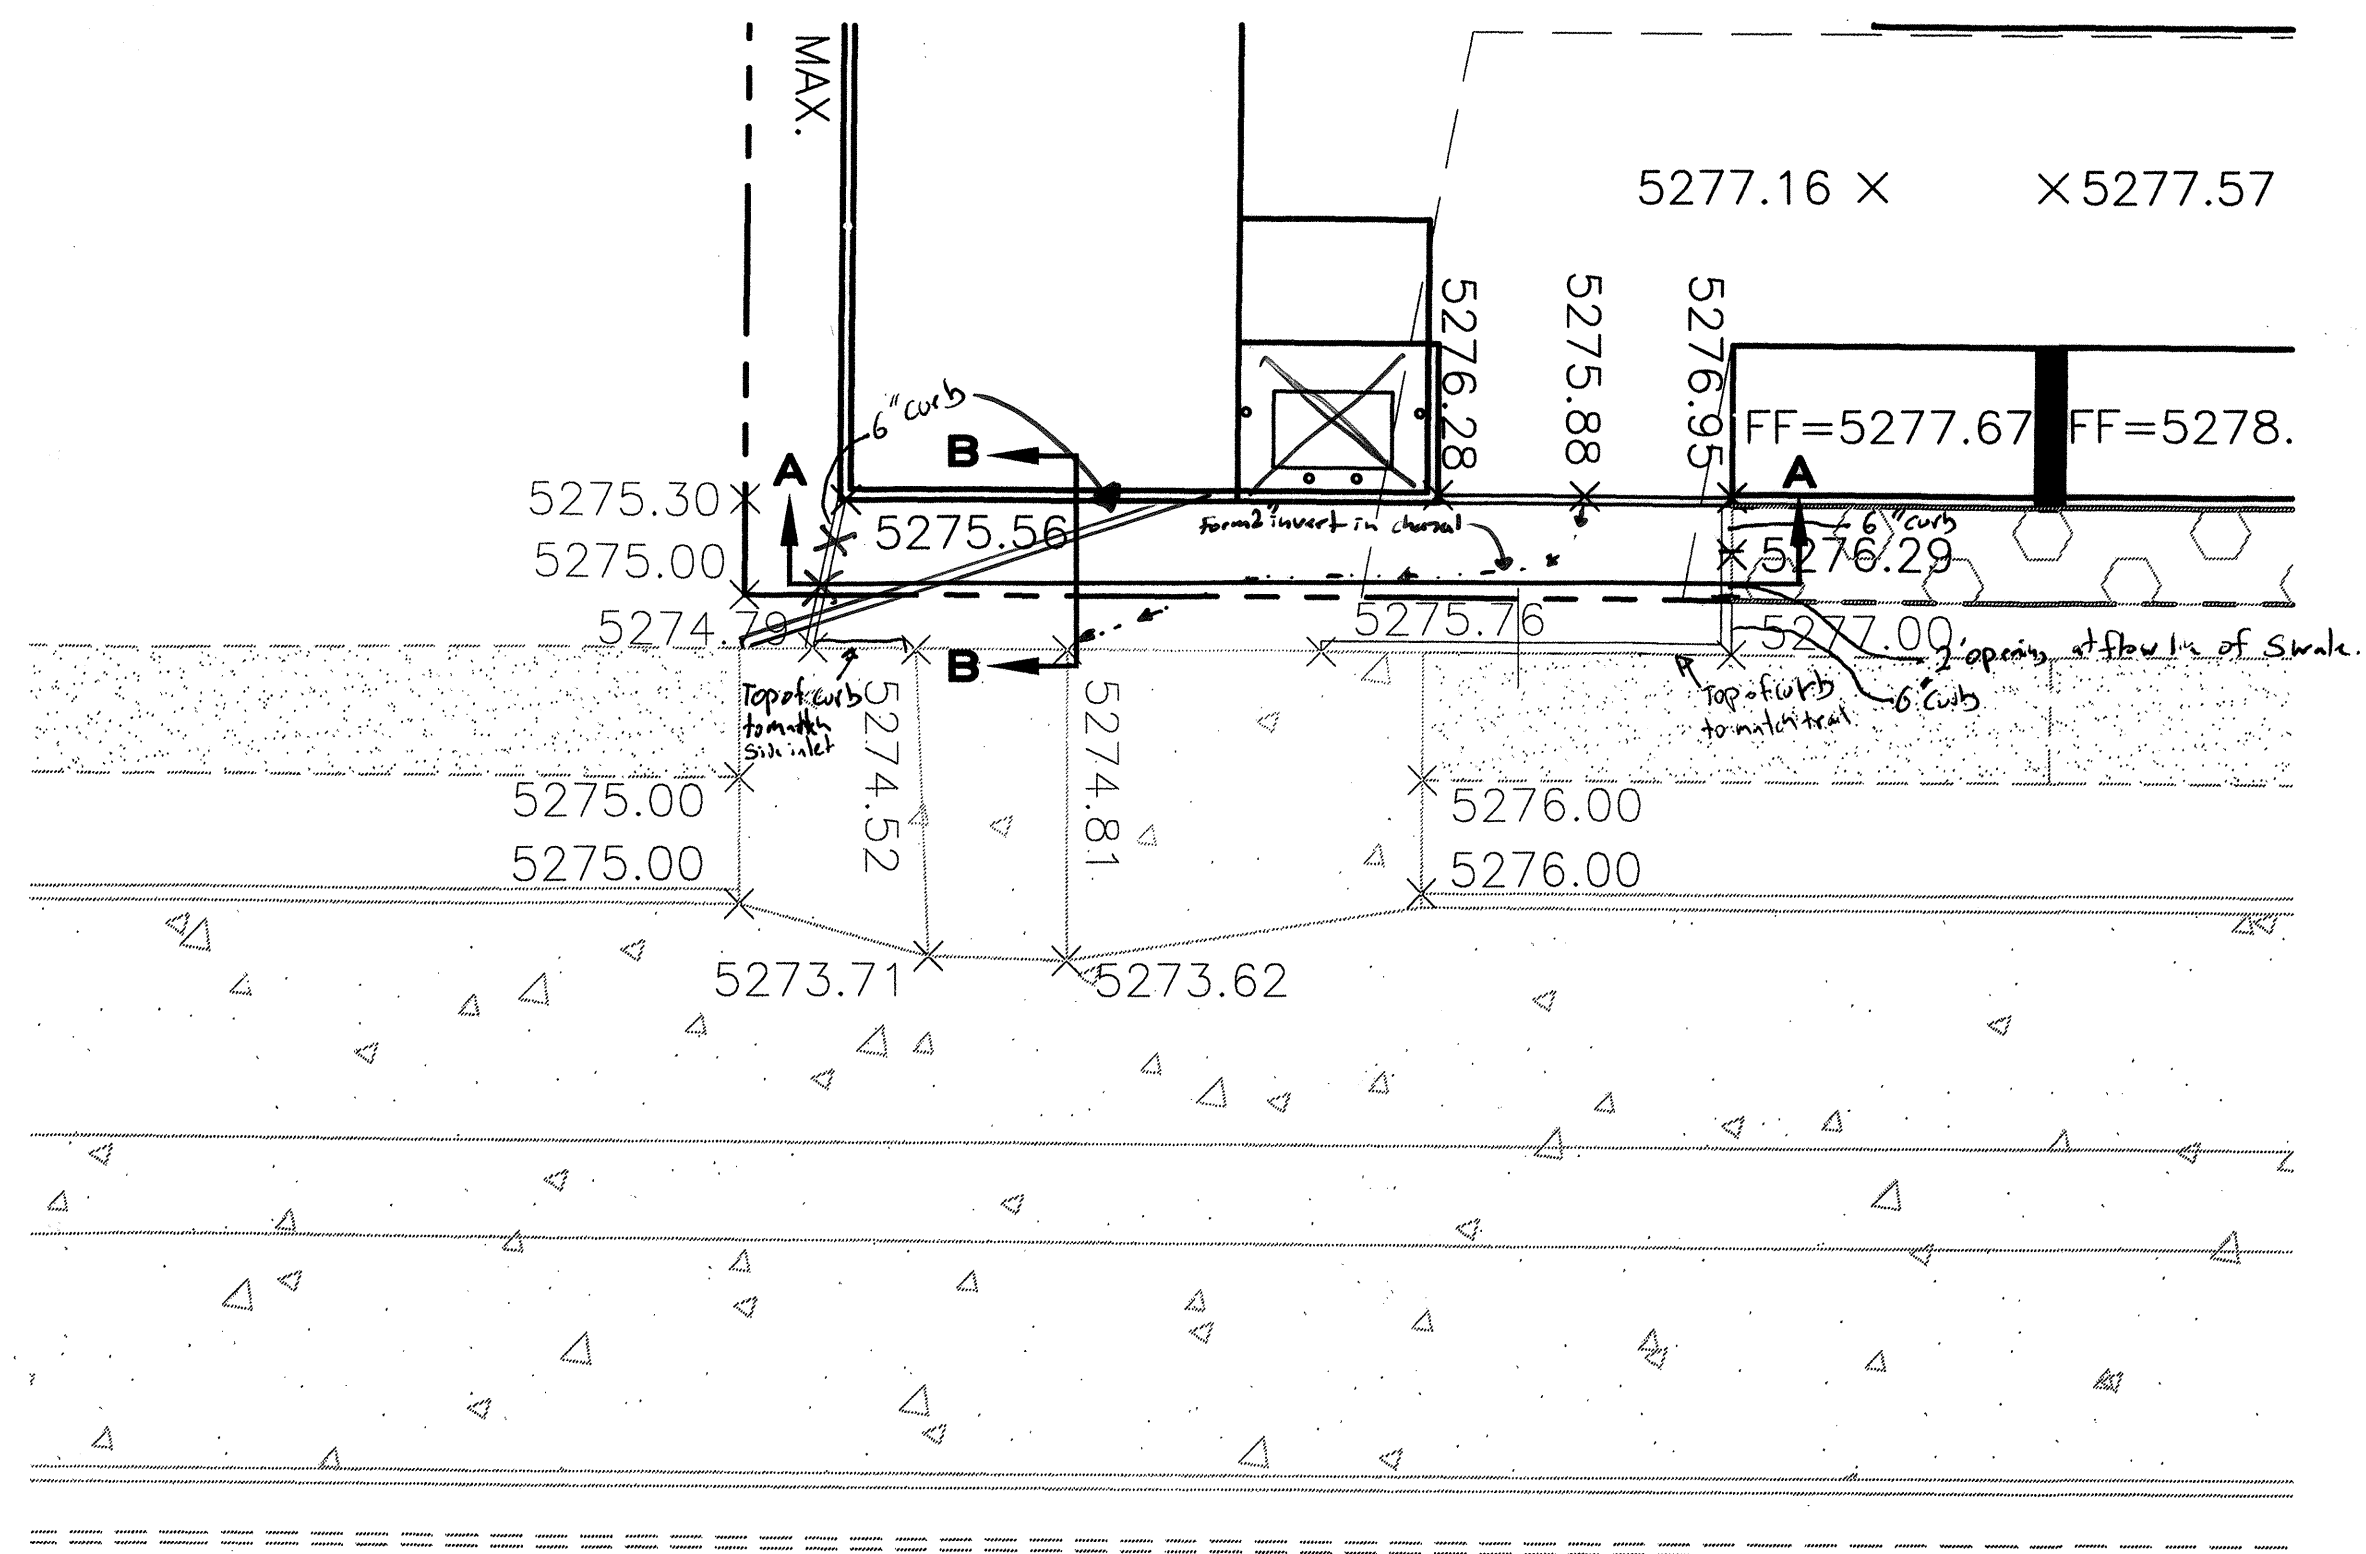 MAX.
5277.16
5277.57
5276.28
5275.88
5276.95
FF=5277.67
FF=5278.
6" curb
B
A
A
5275.30
5275.56
Form 2" invert in channel
6" curb
5276.29
5275.00
5274.79
5275.76
5277.00
2' opening at flow line of Swale.
B
Top of curb
to match
side inlet
5274.52
5274.81
Top of curb
to match trail
6" curb
5275.00
5276.00
5275.00
5276.00
5273.71
5273.62